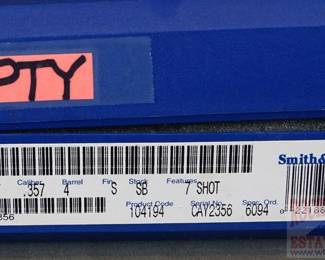 PTY
Smith&
Caliber Barrel Fin Stock Features
.357 4 S SB 7 SHOT
Product Code Serial No. Spec. Ord.
356 104194 CAY2356 6094